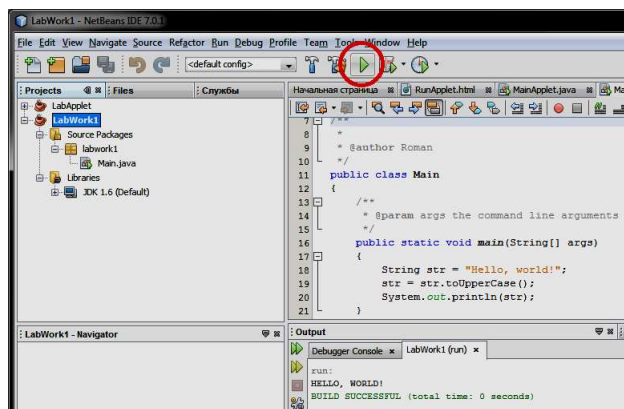 LabWork1 - NetBeans IDE 7.0.1
File Edit View Navigate Source Refactor Run Debug Profile Team Tools Window Help
<default config>
Projects Files Службы
LabApplet
LabWork1
Source Packages
labwork1
Main.java
Libraries
JDK 1.6 (Default)
Начальная страница RunApplet.html MainApplet.java Ma
7 /**
8 *
9 * @author Roman
10 */
11 public class Main
12 {
13 /**
14 * @param args the command line arguments
15 */
16 public static void main(String[] args)
17 {
18 String str = "Hello, world!";
19 str = str.toUpperCase();
20 System.out.println(str);
21 }
LabWork1 - Navigator
Output
Debugger Console LabWork1 (run)
run:
HELLO, WORLD!
BUILD SUCCESSFUL (total time: 0 seconds)